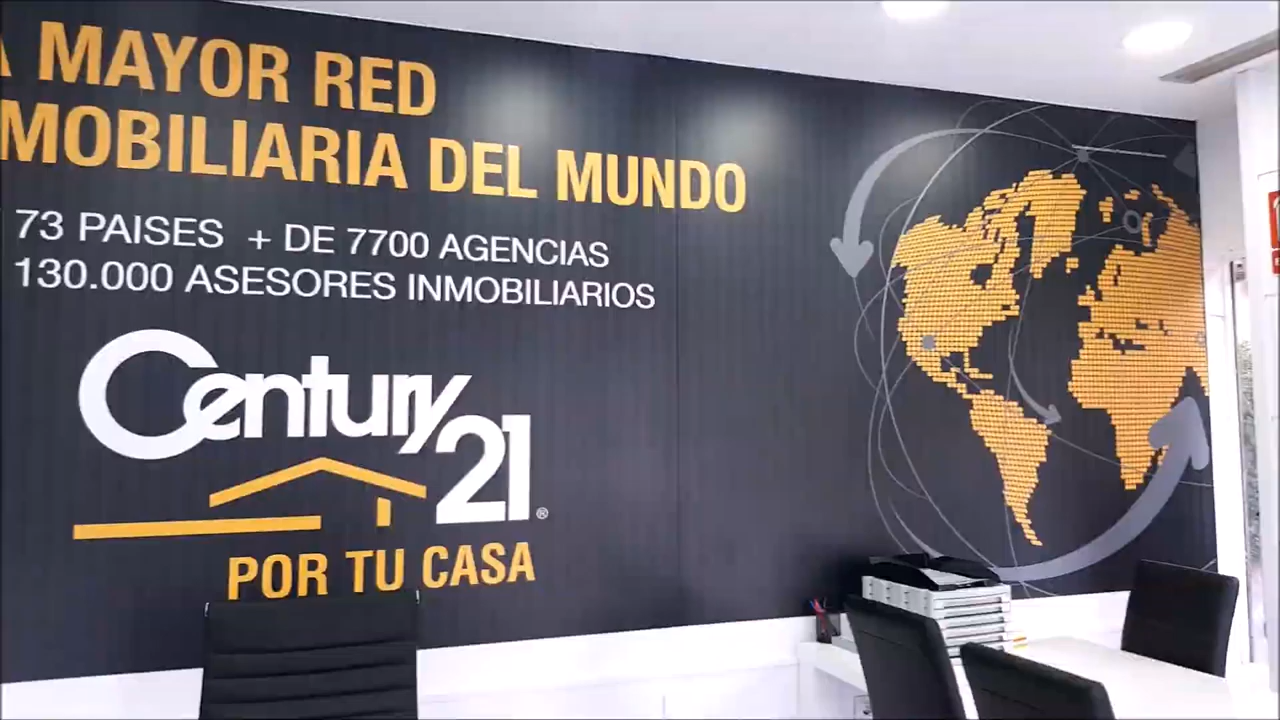 A MAYOR RED
MOBILIARIA DEL MUNDO
73 PAISES + DE 7700 AGENCIAS
130.000 ASESORES INMOBILIARIOS
Century
21®
POR TU CASA